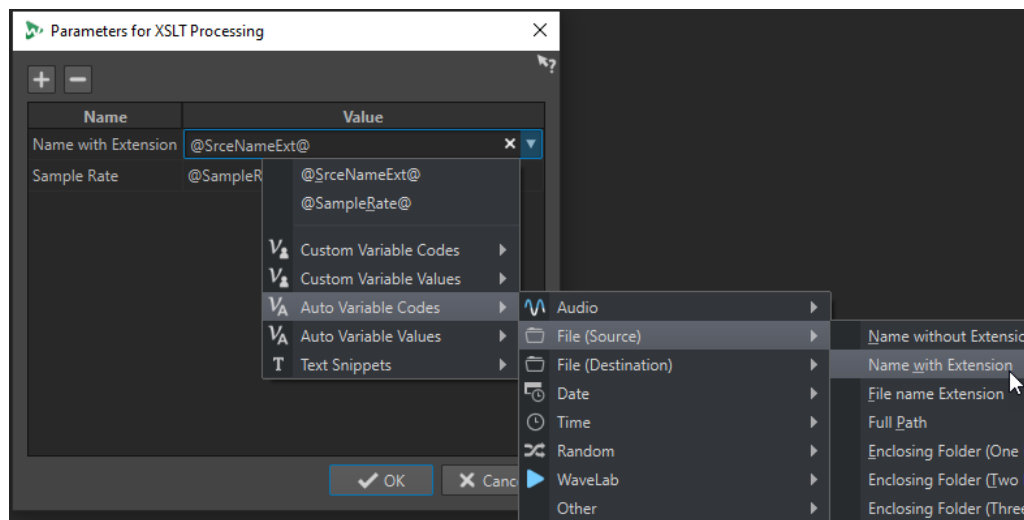 Parameters for XSLT Processing
Name Value
Name with Extension @SrceNameExt@
Sample Rate @SampleR
@SrceNameExt@
@SampleRate@
Custom Variable Codes
Custom Variable Values
Auto Variable Codes
Auto Variable Values
Text Snippets
Audio
File (Source)
File (Destination)
Date
Time
Random
WaveLab
Other
Name without Extensio
Name with Extension
File name Extension
Full Path
Enclosing Folder (One
Enclosing Folder (Two
Enclosing Folder (Three
OK
Canc